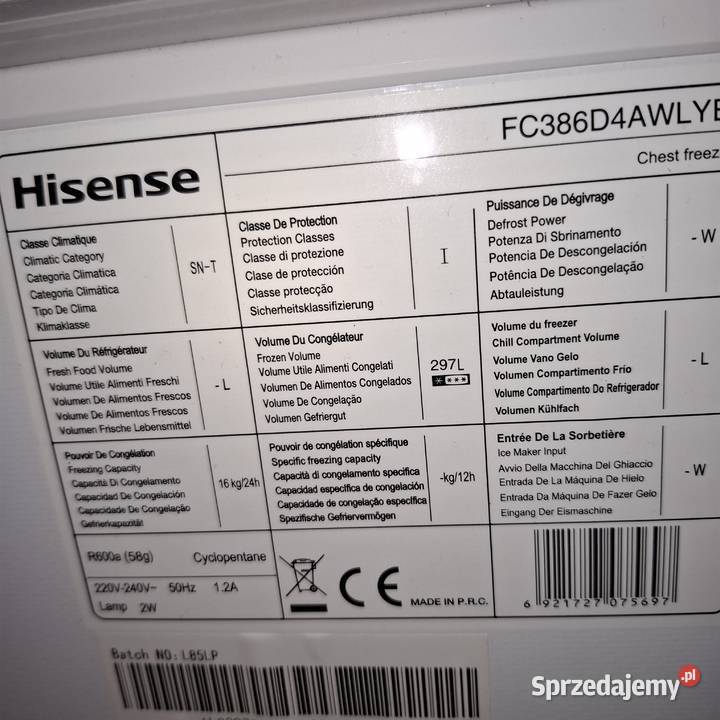 Hisense
FC386D4AWLYE
Chest freez
Classe Climatique
Climatic Category
Categoria Climatica
Categoría Climática
Tipo De Clima
Klimaklasse
SN-T
Classe De Protection
Protection Classes
Classe di protezione
Clase de protección
Classe protecção
Sicherheitsklassifizierung
I
Puissance De Dégivrage
Defrost Power
Potenza Di Sbrinamento
Potencia De Descongelación
Potência De Descongelação
Abtauleistung
- W
Volume Du Réfrigérateur
Fresh Food Volume
Volume Utile Alimenti Freschi
Volumen De Alimentos Frescos
Volume De Alimentos Frescos
Volumen Frische Lebensmittel
- L
Volume Du Congélateur
Frozen Volume
Volume Utile Alimenti Congelati
Volumen De Alimentos Congelados
Volume De Congelação
Volumen Gefriergut
297L
Volume du freezer
Chill Compartment Volume
Volume Vano Gelo
Volumen Compartimento Frío
Volume Compartimento Do Refrigerador
Volumen Kühlfach
- L
Pouvoir De Congélation
Freezing Capacity
Capacità Di Congelamento
Capacidad De Congelación
Capacidade De Congelação
Gefrierkapazität
16 kg/24h
Pouvoir de congélation spécifique
Specific freezing capacity
Capacità di congelamento specifica
Capacidad específica de congelación
Capacidade de congelação específica
Spezifische Gefriervermögen
-kg/12h
Entrée De La Sorbetière
Ice Maker Input
Avvio Della Macchina Del Ghiaccio
Entrada De La Máquina De Hielo
Entrada Da Máquina De Fazer Gelo
Eingang Der Eismaschine
- W
R600a (58g) Cyclopentane
220V-240V~ 50Hz 1.2A
Lamp 2W
CE
MADE IN P.R.C.
6 921727 075697
Batch NO: L85LP
Sprzedajemy.pl